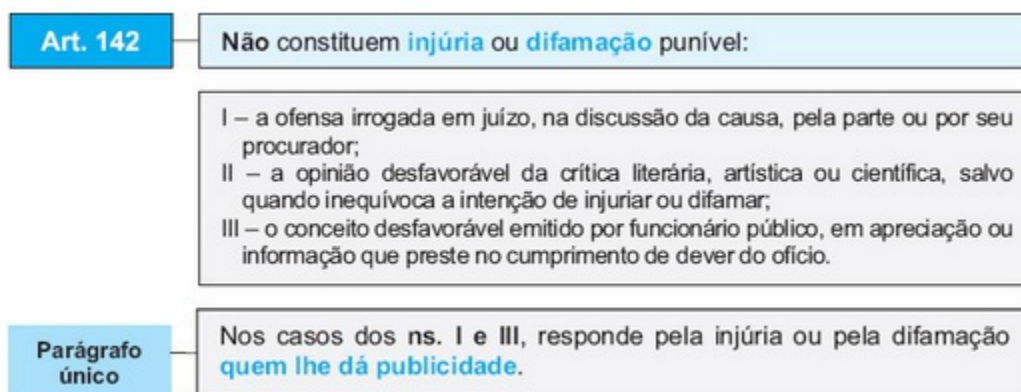 Art. 142
Não constituem injúria ou difamação punível:
I – a ofensa irrogada em juízo, na discussão da causa, pela parte ou por seu
procurador;
II – a opinião desfavorável da crítica literária, artística ou científica, salvo
quando inequívoca a intenção de injuriar ou difamar;
III – o conceito desfavorável emitido por funcionário público, em apreciação ou
informação que preste no cumprimento de dever do ofício.
Parágrafo
único
Nos casos dos ns. I e III, responde pela injúria ou pela difamação
quem lhe dá publicidade.